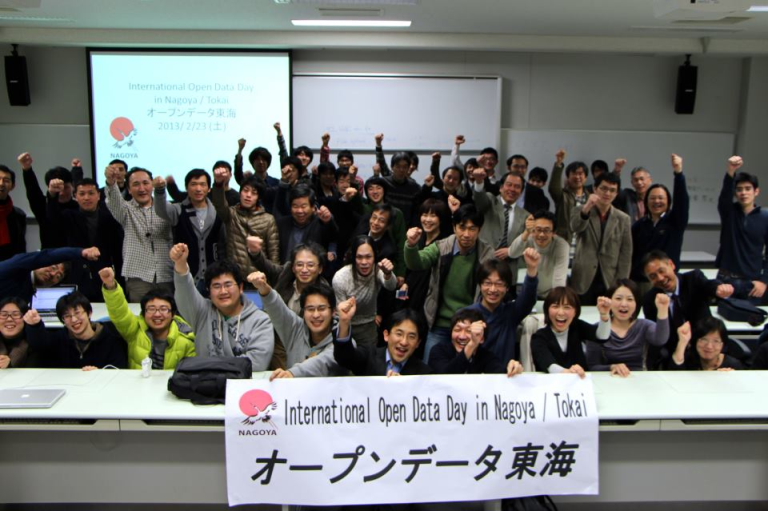 International Open Data Day
in Nagoya / Tokai
オープンデータ東海
2013/ 2/23 (土)
NAGOYA
International Open Data Day in Nagoya / Tokai
NAGOYA
オープンデータ東海